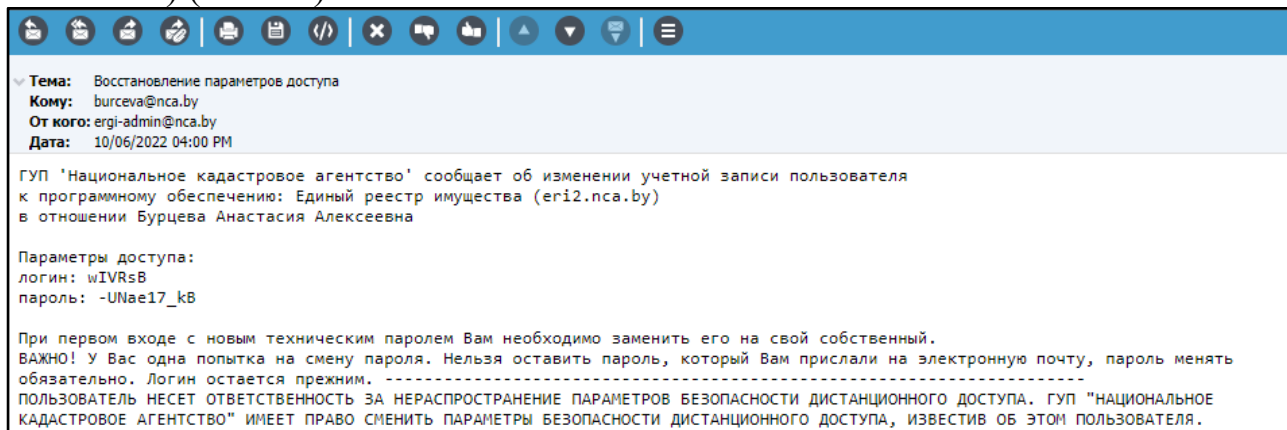 Тема: Восстановление параметров доступа
Кому: burceva@nca.by
От кого: ergi-admin@nca.by
Дата: 10/06/2022 04:00 PM
ГУП 'Национальное кадастровое агентство' сообщает об изменении учетной записи пользователя
к программному обеспечению: Единый реестр имущества (eri2.nca.by)
в отношении Бурцева Анастасия Алексеевна
Параметры доступа:
логин: wIVRsB
пароль: -UNae17_kB
При первом входе с новым техническим паролем Вам необходимо заменить его на свой собственный.
ВАЖНО! У Вас одна попытка на смену пароля. Нельзя оставить пароль, который Вам прислали на электронную почту, пароль менять
обязательно. Логин остается прежним. -----------------------------------------------------------------------
ПОЛЬЗОВАТЕЛЬ НЕСЕТ ОТВЕТСТВЕННОСТЬ ЗА НЕРАСПРОСТРАНЕНИЕ ПАРАМЕТРОВ БЕЗОПАСНОСТИ ДИСТАНЦИОННОГО ДОСТУПА. ГУП "НАЦИОНАЛЬНОЕ
КАДАСТРОВОЕ АГЕНТСТВО" ИМЕЕТ ПРАВО СМЕНИТЬ ПАРАМЕТРЫ БЕЗОПАСНОСТИ ДИСТАНЦИОННОГО ДОСТУПА, ИЗВЕСТИВ ОБ ЭТОМ ПОЛЬЗОВАТЕЛЯ.